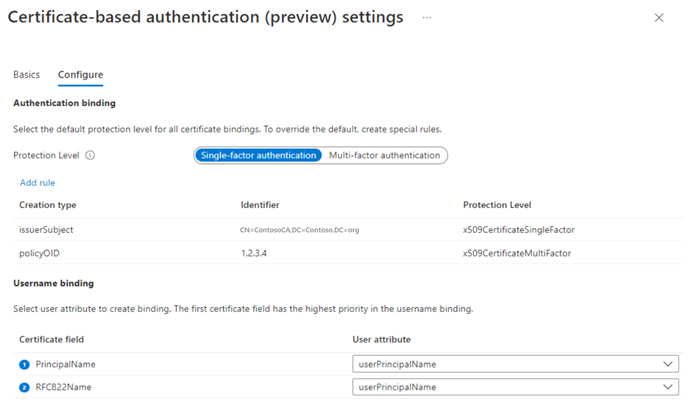 Certificate-based authentication (preview) settings ...
Basics Configure
Authentication binding
Select the default protection level for all certificate bindings. To override the default, create special rules.
Protection Level Single-factor authentication Multi-factor authentication
Add rule
Creation type Identifier Protection Level
issuerSubject CN=ContosoCA,DC=Contoso,DC=org x509CertificateSingleFactor
policyOID 1.2.3.4 x509CertificateMultiFactor
Username binding
Select user attribute to create binding. The first certificate field has the highest priority in the username binding.
Certificate field User attribute
1 PrincipalName userPrincipalName
2 RFC822Name userPrincipalName